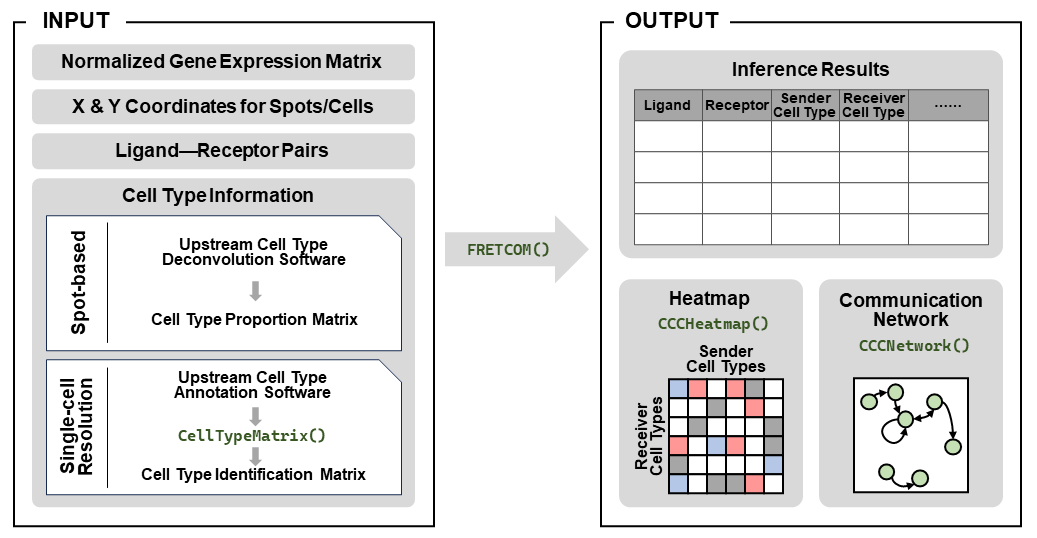 INPUT
Normalized Gene Expression Matrix
X & Y Coordinates for Spots/Cells
Ligand—Receptor Pairs
Cell Type Information
Spot-based
Upstream Cell Type
Deconvolution Software
Cell Type Proportion Matrix
Single-cell
Resolution
Upstream Cell Type
Annotation Software
CellTypeMatrix()
Cell Type Identification Matrix
FRETCOM()
OUTPUT
Inference Results
Ligand
Receptor
Sender
Cell Type
Receiver
Cell Type
......
Heatmap
CCCHeatmap()
Sender
Cell Types
Receiver
Cell Types
Communication
Network
CCCNetwork()